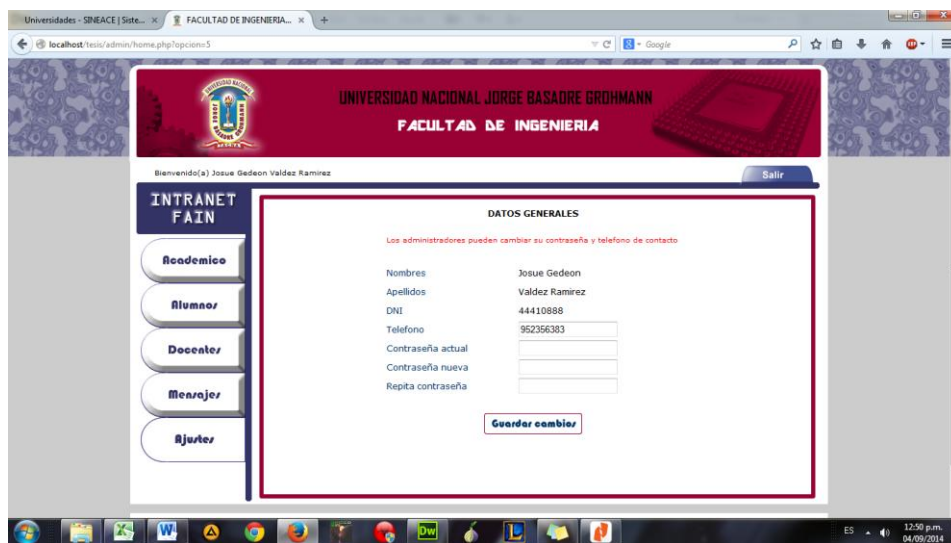 Universidades - SINEACE | Siste...
FACULTAD DE INGENIERIA...
localhost/tesis/admin/home.php?opcion=5
Google
UNIVERSIDAD NACIONAL JORGE BASADRE GROHMANN
FACULTAD DE INGENIERIA
Bienvenido(a) Josue Gedeon Valdez Ramirez
Salir
INTRANET
FAIN
Academico
Alumnos
Docentes
Mensajes
Ajustes
DATOS GENERALES
Los administradores pueden cambiar su contraseña y telefono de contacto
Nombres Josue Gedeon
Apellidos Valdez Ramirez
DNI 44410888
Telefono 952356383
Contraseña actual
Contraseña nueva
Repita contraseña
Guardar cambios
Dw
ES
12:50 p.m.
04/09/2014